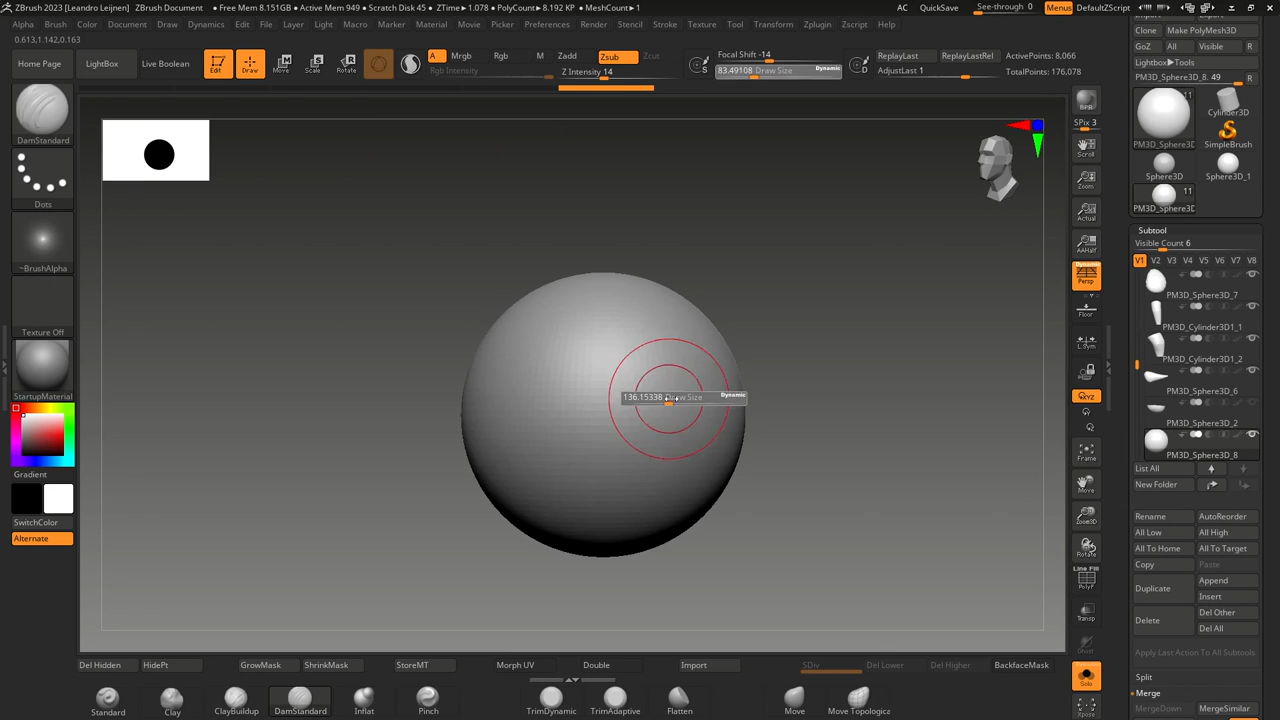 ZBrush 2023 [Leandro Leijnen] ZBrush Document • Free Mem 8.151GB • Active Mem 949 • Scratch Disk 45 • ZTime▸1.078 • PolyCount▸8.192 KP • MeshCount▸1 AC QuickSave See-through 0 Menus DefaultZScript
Alpha Brush Color Document Draw Dynamics Edit File Layer Light Macro Marker Material Movie Picker Preferences Render Stencil Stroke Texture Tool Transform Zplugin Zscript Help
0.613,1.142,0.163
Home Page LightBox Live Boolean Edit Draw Move Scale Rotate
A Mrgb Rgb M Zadd Zsub Zcut
Rgb Intensity Z Intensity 14
Focal Shift -14
83.49108 Draw Size Dynamic
S D
ReplayLast ReplayLastRel ActivePoints: 8,066
AdjustLast 1 TotalPoints: 176,078
DamStandard
Dots
~BrushAlpha
Texture Off
StartupMaterial
Gradient
SwitchColor
Alternate
136.15338 Draw Size Dynamic
BPR
SPix 3
Scroll
Zoom
Actual
AAHalf
Dynamic
Persp
Floor
L.Sym
XYZ
Frame
Move
Zoom3D
Rotate
Line Fill
PolyF
Transp
Ghost
Dynamic
Solo
Xpose
Import Export
Clone Make PolyMesh3D
GoZ All Visible R
Lightbox▸Tools
PM3D_Sphere3D_8. 49 R
11
PM3D_Sphere3D Cylinder3D
SimpleBrush
Sphere3D Sphere3D_1
11
PM3D_Sphere3D
Subtool
Visible Count 6
V1 V2 V3 V4 V5 V6 V7 V8
PM3D_Sphere3D_7
PM3D_Cylinder3D1_1
PM3D_Cylinder3D1_2
PM3D_Sphere3D_6
PM3D_Sphere3D_2
PM3D_Sphere3D_8
List All
New Folder
Rename AutoReorder
All Low All High
All To Home All To Target
Copy Paste
Duplicate Append
Insert
Delete Del Other
Del All
Apply Last Action To All Subtools
Split
Merge
MergeDown MergeSimilar
Del Hidden HidePt GrowMask ShrinkMask StoreMT Morph UV Double Import SDiv Del Lower Del Higher BackfaceMask
Standard Clay ClayBuildup DamStandard Inflat Pinch TrimDynamic TrimAdaptive Flatten Move Move Topologica